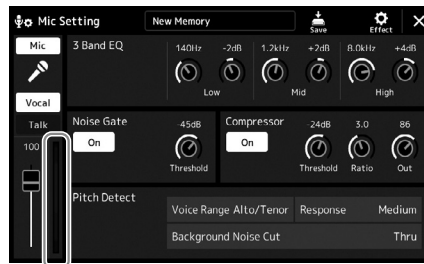 Mic Setting
New Memory
Save
Effect
Mic
Vocal
Talk
100
3 Band EQ
140Hz -2dB 1.2kHz +2dB 8.0kHz +4dB
Low Mid High
Noise Gate
On
-45dB
Threshold
Compressor
On
-24dB 3.0 86
Threshold Ratio Out
Pitch Detect
Voice Range Alto/Tenor Response Medium
Background Noise Cut Thru